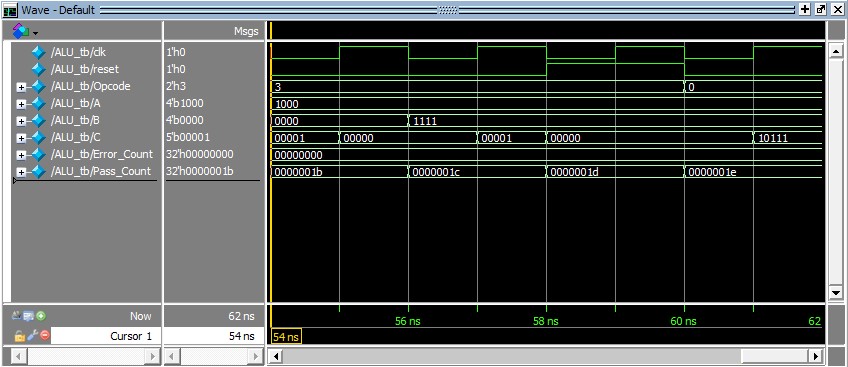 Wave - Default
Msgs
/ALU_tb/clk 1'h0
/ALU_tb/reset 1'h0
/ALU_tb/Opcode 2'h3 3 0
/ALU_tb/A 4'b1000 1000
/ALU_tb/B 4'b0000 0000 1111
/ALU_tb/C 5'b00001 00001 00000 00001 00000 10111
/ALU_tb/Error_Count 32'h00000000 00000000
/ALU_tb/Pass_Count 32'h0000001b 0000001b 0000001c 0000001d 0000001e
Now 62 ns 56 ns 58 ns 60 ns 62
Cursor 1 54 ns 54 ns